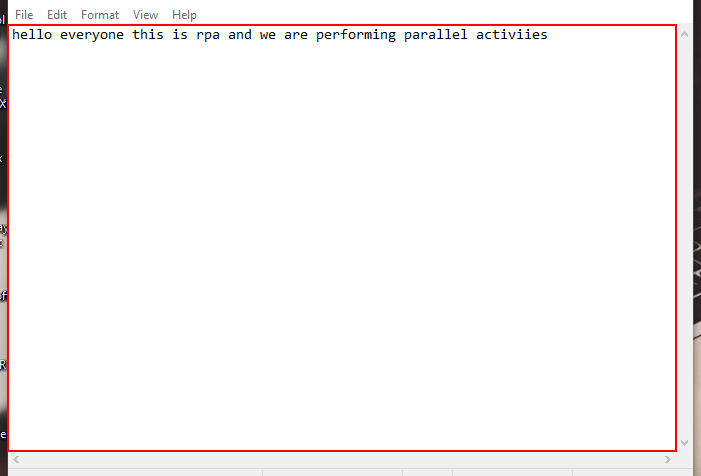 File Edit Format View Help
hello everyone this is rpa and we are performing parallel activiies